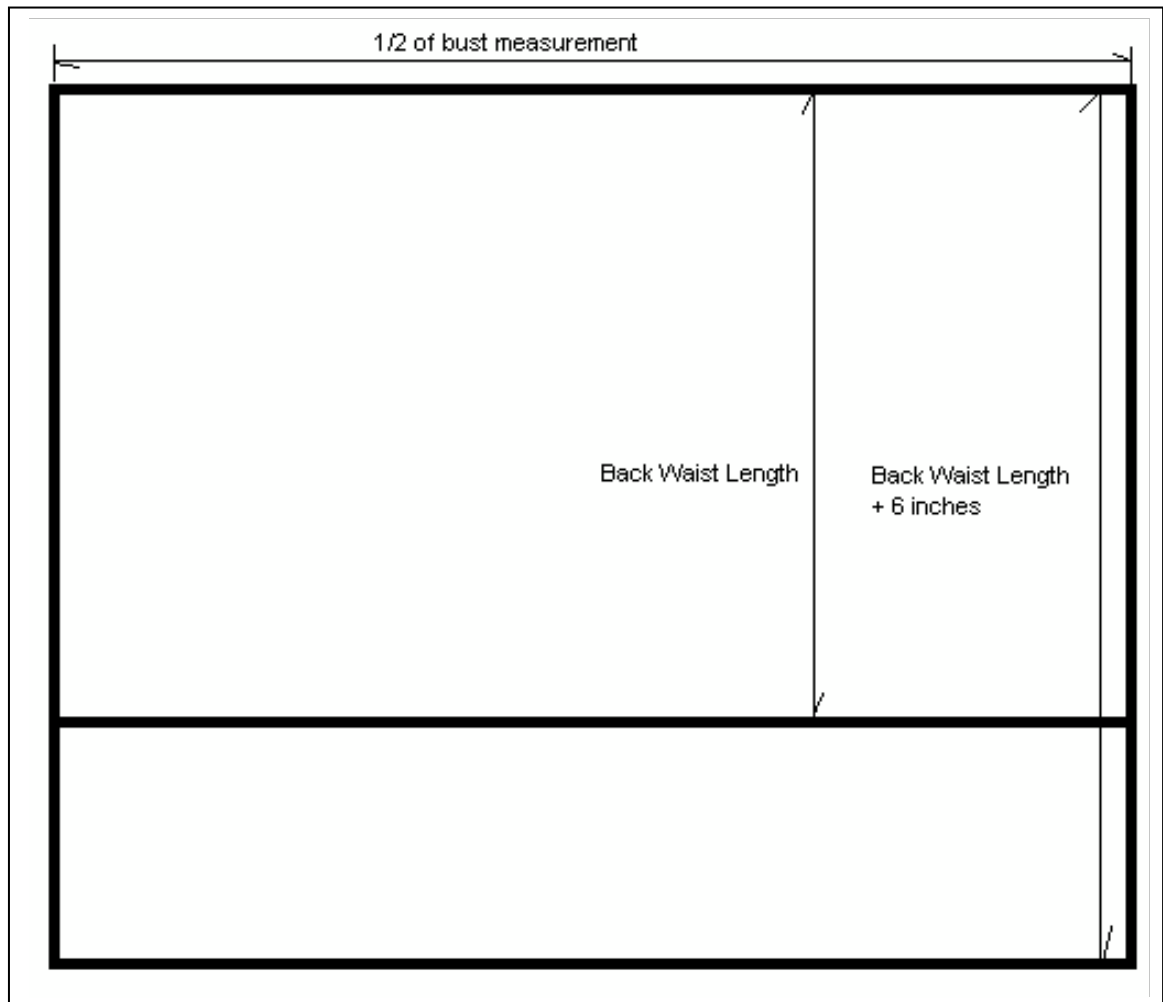 1/2 of bust measurement
Back Waist Length
Back Waist Length
+ 6 inches